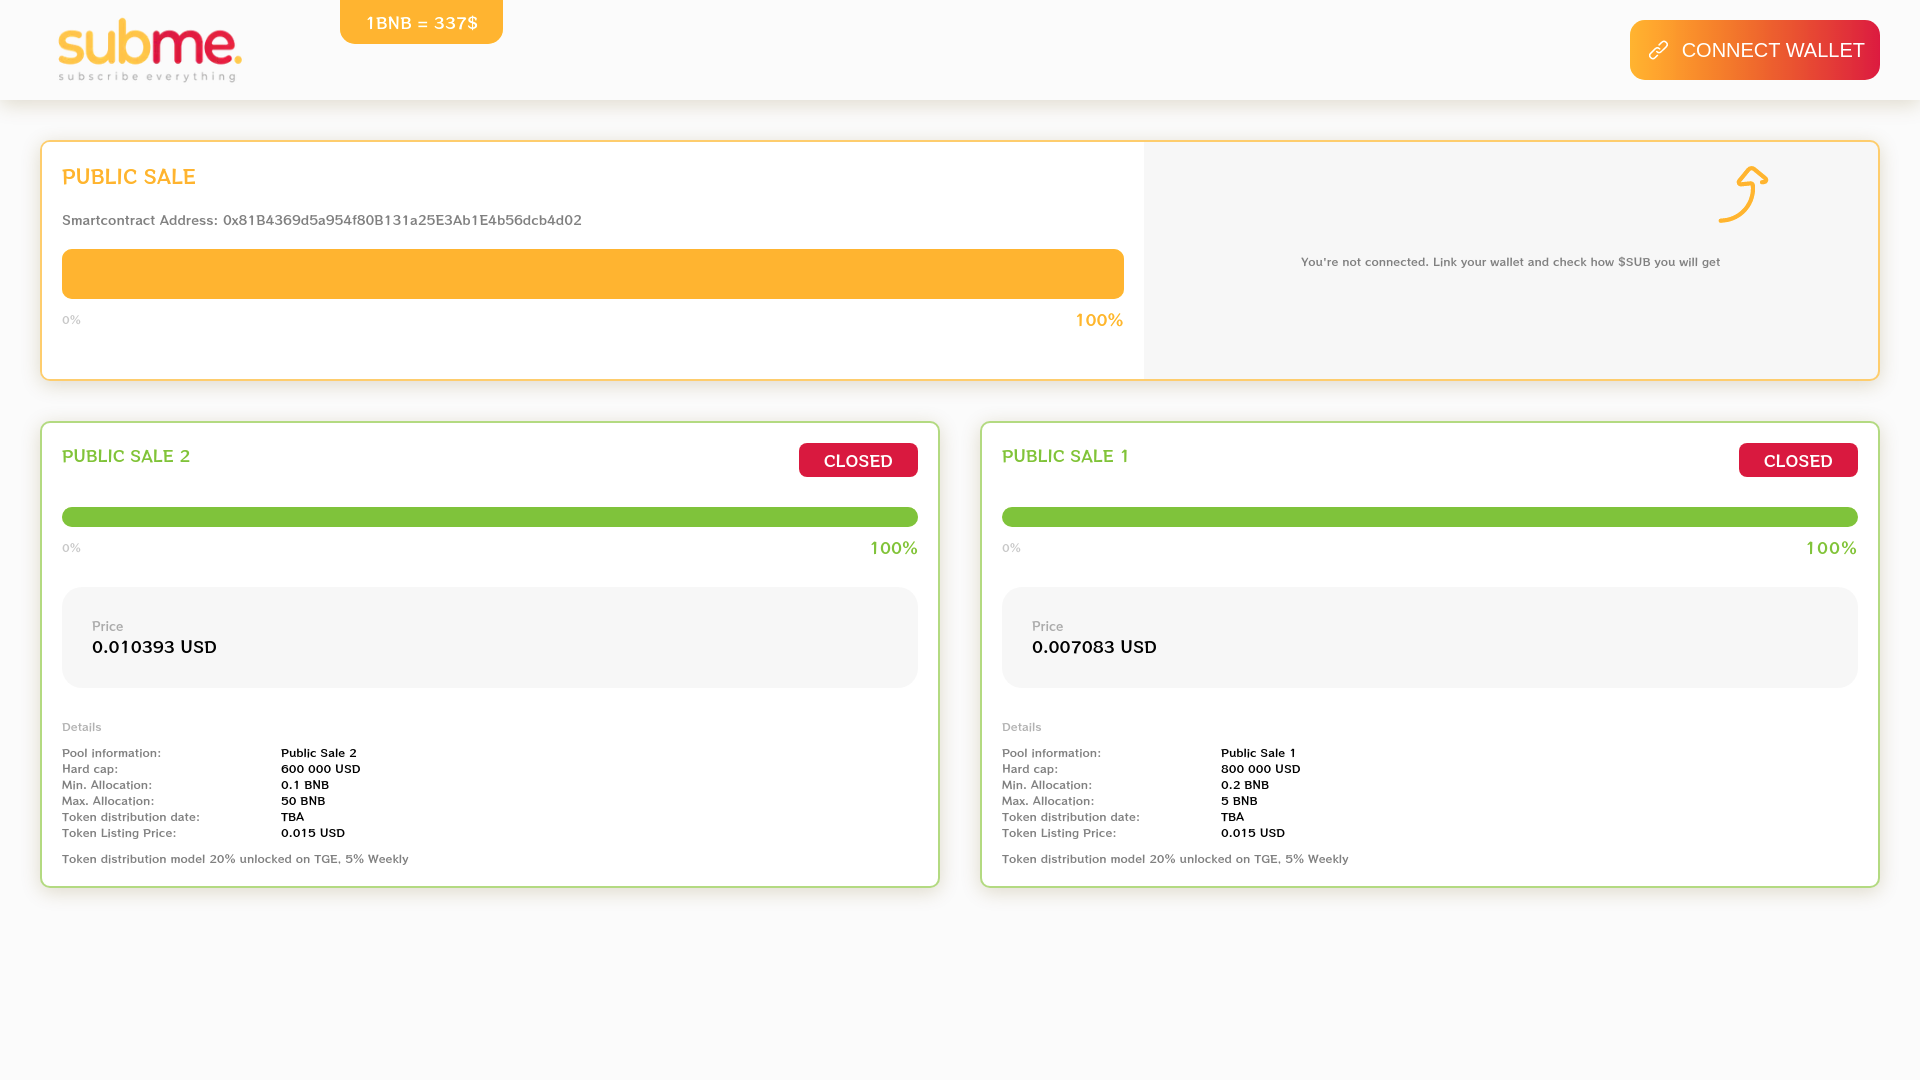 subme.
subscribe everything
1BNB = 337$
CONNECT WALLET
PUBLIC SALE
Smartcontract Address: 0x81B4369d5a954f80B131a25E3Ab1E4b56dcb4d02
0%
100%
You're not connected. Link your wallet and check how $SUB you will get
PUBLIC SALE 2
CLOSED
0%
100%
Price
0.010393 USD
Details
Pool information: Public Sale 2
Hard cap: 600 000 USD
Min. Allocation: 0.1 BNB
Max. Allocation: 50 BNB
Token distribution date: TBA
Token Listing Price: 0.015 USD
Token distribution model 20% unlocked on TGE, 5% Weekly
PUBLIC SALE 1
CLOSED
0%
100%
Price
0.007083 USD
Details
Pool information: Public Sale 1
Hard cap: 800 000 USD
Min. Allocation: 0.2 BNB
Max. Allocation: 5 BNB
Token distribution date: TBA
Token Listing Price: 0.015 USD
Token distribution model 20% unlocked on TGE, 5% Weekly